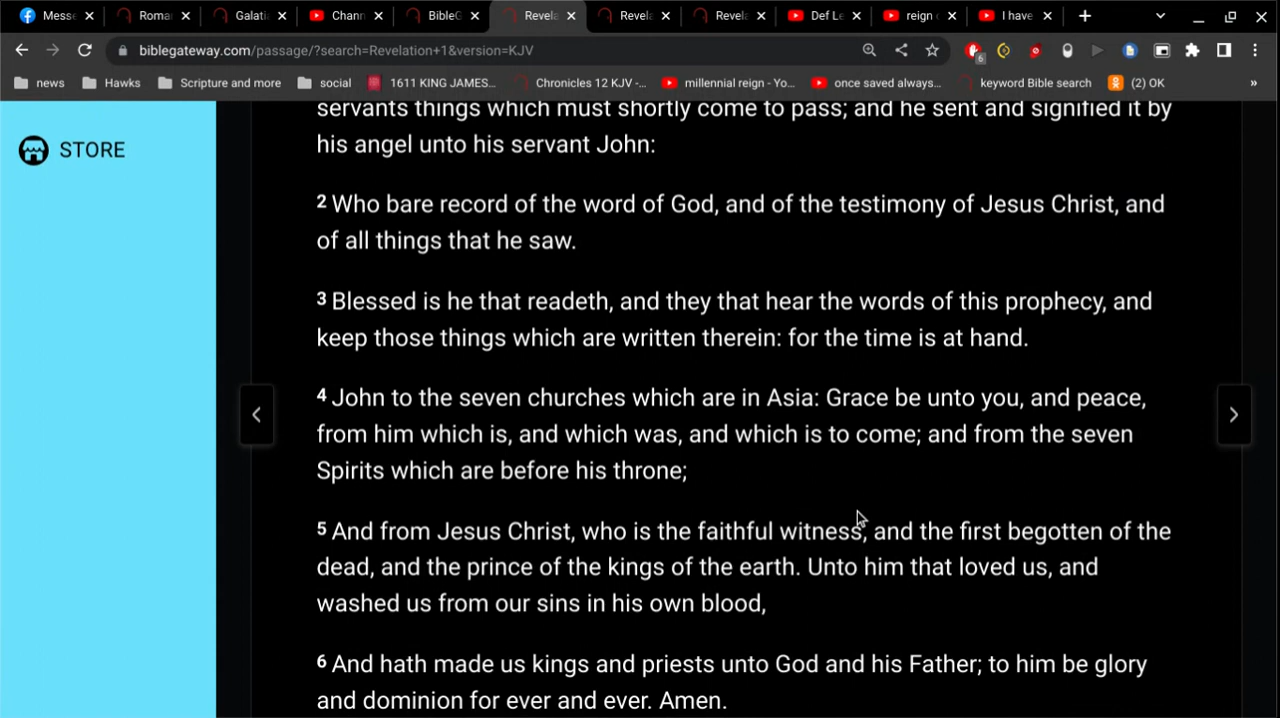 Mess
Roma
Galati
Chann
BibleG
Revela
Revela
Revela
Def Le
reign
I have
biblegateway.com/passage/?search=Revelation+1&version=KJV
6
news
Hawks
Scripture and more
social
1611 KING JAMES...
Chronicles 12 KJV -...
millennial reign - Yo...
once saved always...
keyword Bible search
(2) OK
»
STORE
servants things which must shortly come to pass; and he sent and signified it by
his angel unto his servant John:
2 Who bare record of the word of God, and of the testimony of Jesus Christ, and
of all things that he saw.
3 Blessed is he that readeth, and they that hear the words of this prophecy, and
keep those things which are written therein: for the time is at hand.
4 John to the seven churches which are in Asia: Grace be unto you, and peace,
from him which is, and which was, and which is to come; and from the seven
Spirits which are before his throne;
5 And from Jesus Christ, who is the faithful witness, and the first begotten of the
dead, and the prince of the kings of the earth. Unto him that loved us, and
washed us from our sins in his own blood,
6 And hath made us kings and priests unto God and his Father; to him be glory
and dominion for ever and ever. Amen.